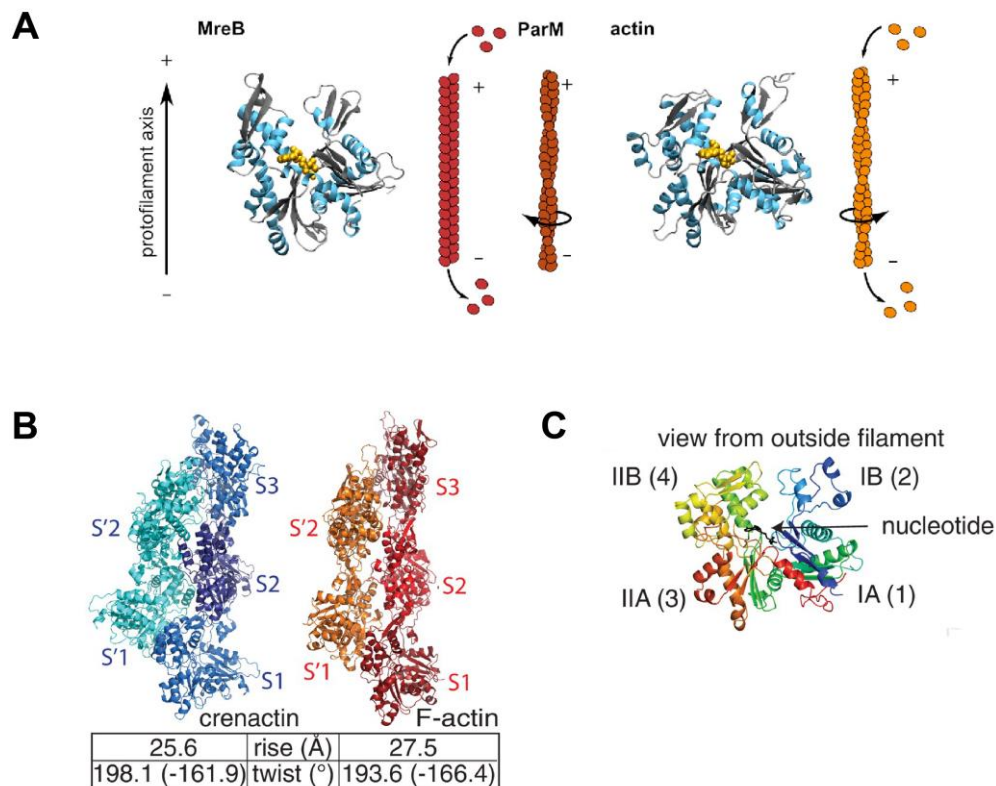 A
MreB
ParM
actin
+
protofilament axis
–
+
–
+
–
+
–
B
S3
S'2
S2
S'1
S1
crenactin
S3
S'2
S2
S'1
S1
F-actin
25.6 rise (Å) 27.5
198.1 (-161.9) twist (°) 193.6 (-166.4)
C
view from outside filament
IIB (4)
IB (2)
nucleotide
IIA (3)
IA (1)